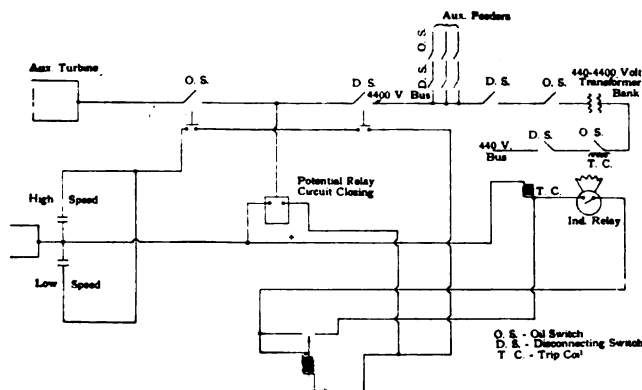 Aux. Feeders
O. S.
D. S.
Aux. Turbine
O. S.
D. S.
4400 V. Bus
D. S.
O. S.
440-4400 Volt
Transformer
Bank
440 V.
Bus
D. S.
O. S.
T. C.
High Speed
Low Speed
Potential Relay
Circuit Closing
+
T. C.
Ind. Relay
O. S. - Oil Switch
D. S. - Disconnecting Switch
T. C. - Trip Coil